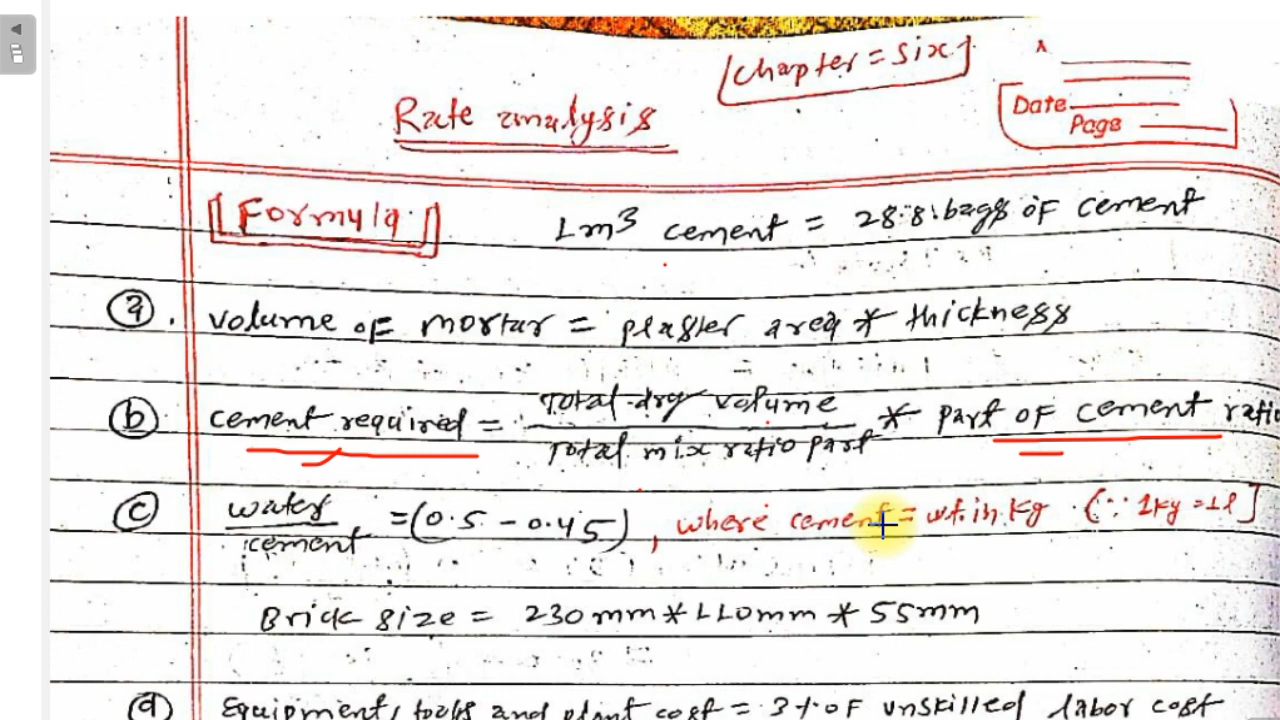 [chapter = six]
Rate analysis
Date
Page
[Formula] 1m³ cement = 28.8 bags of cement
(a). volume of mortar = plaster area * thickness
(b) cement required = Total dry volume / Total mix ratio part * part of cement ratio
(c) water / cement = (0.5 - 0.45), where cement = wt. in kg (∵ 1kg = 1l]
Brick size = 230mm * 110mm * 55mm
(d) Equipment, tools and plant cost = 3% of unskilled labor cost